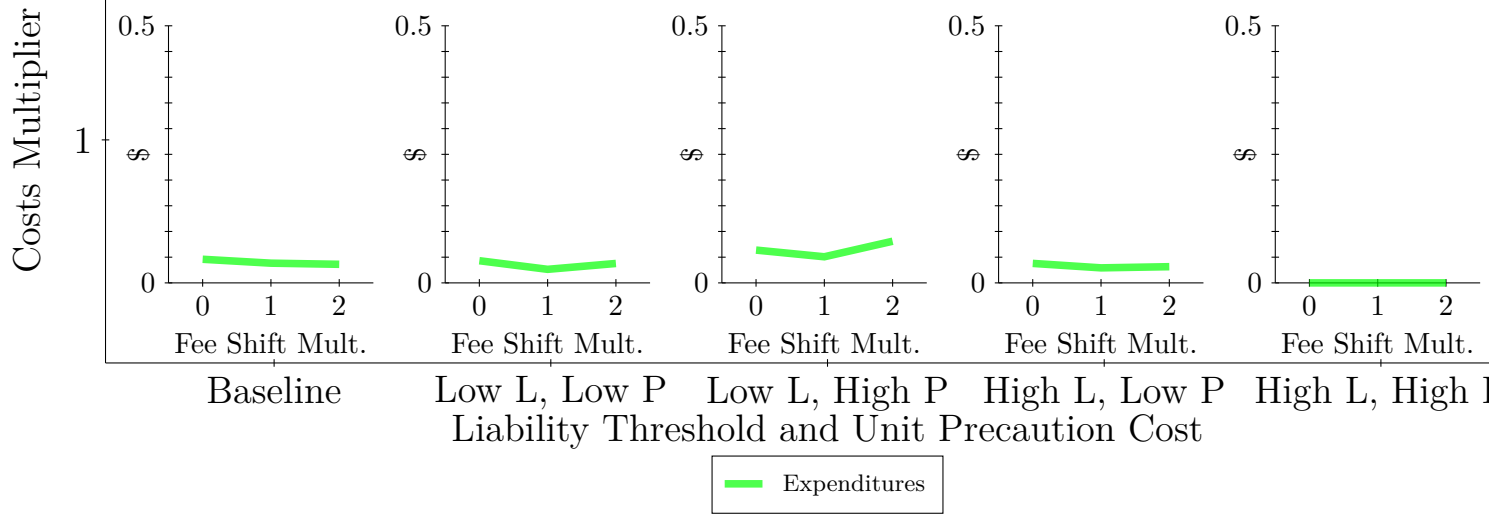 Costs Multiplier
1
0.5
$
0
0 1 2
Fee Shift Mult.
0.5
$
0
0 1 2
Fee Shift Mult.
0.5
$
0
0 1 2
Fee Shift Mult.
0.5
$
0
0 1 2
Fee Shift Mult.
0.5
$
0
0 1 2
Fee Shift Mult.
Baseline
Low L, Low P
Low L, High P
High L, Low P
High L, High
Liability Threshold and Unit Precaution Cost
Expenditures